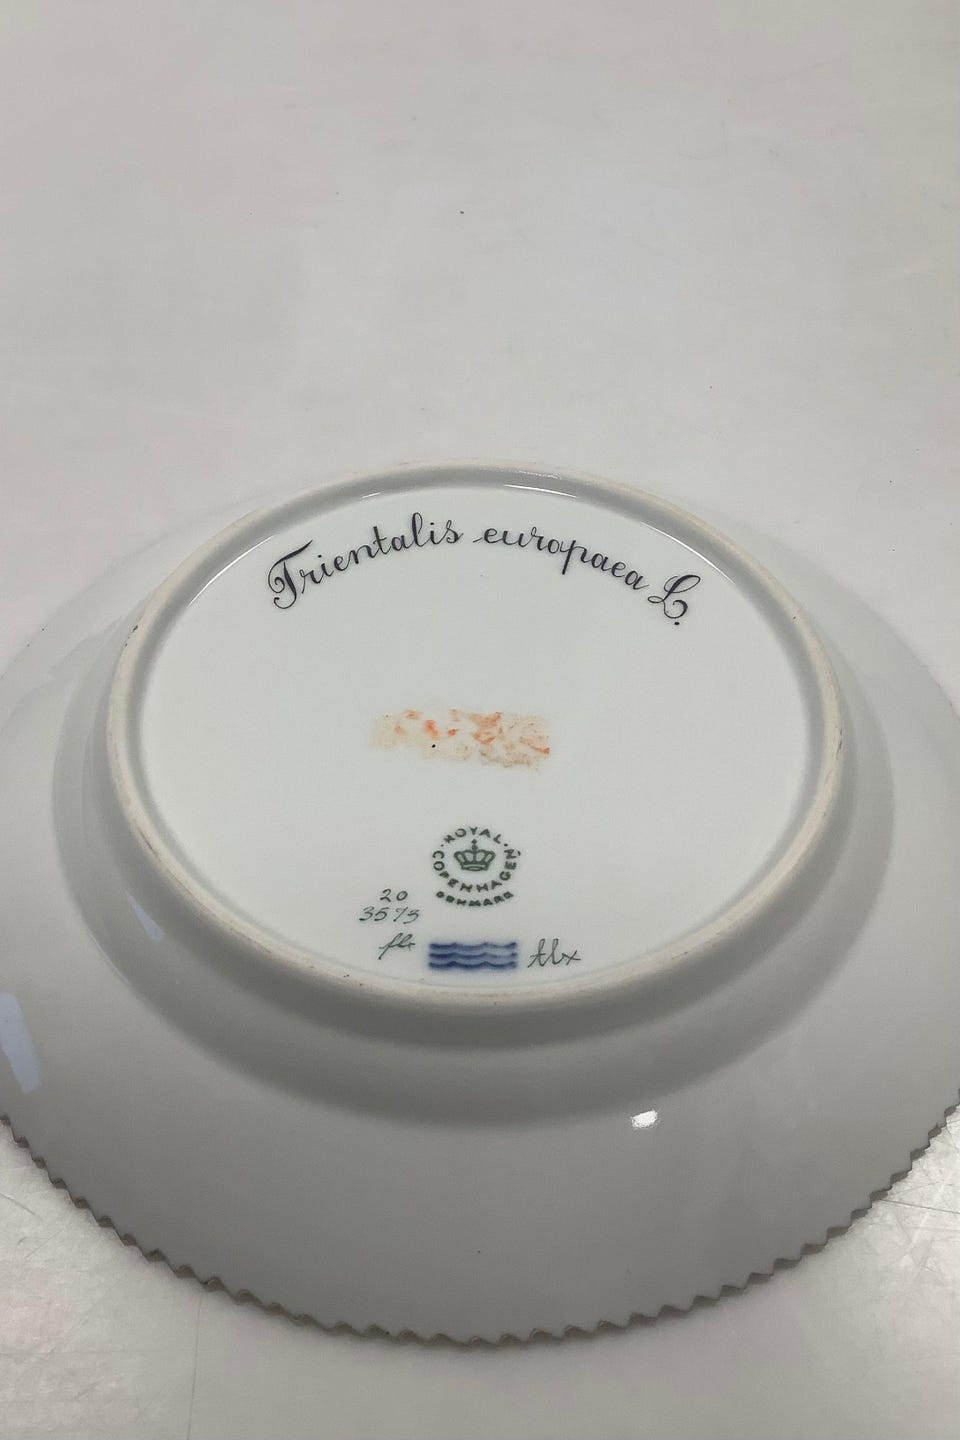 Trientalis europaea L.
ROYAL
COPENHAGEN
DENMARK
20
3573